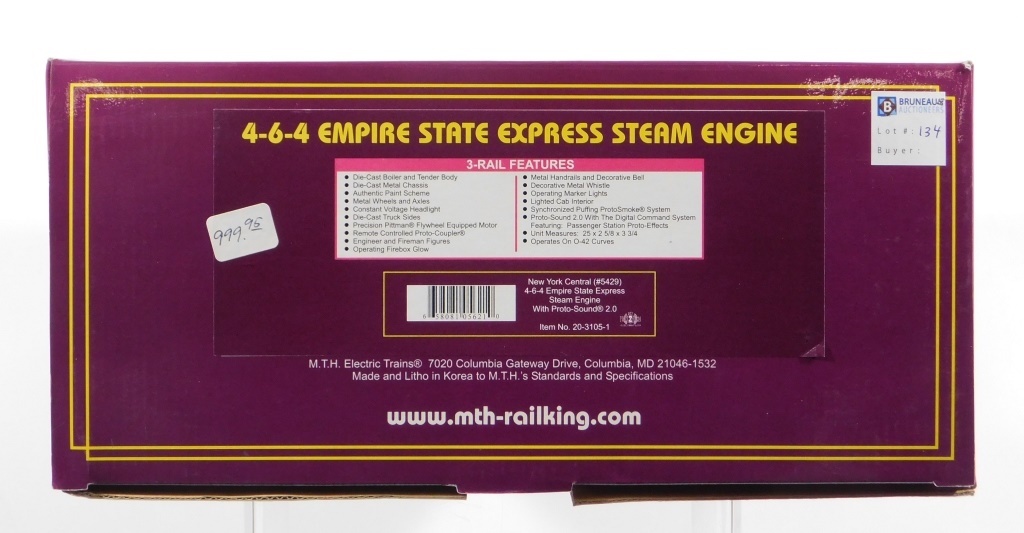 BRUNEAU&
AUCTIONEERS
Lot #: 134
Buyer:
4-6-4 EMPIRE STATE EXPRESS STEAM ENGINE
3-RAIL FEATURES
• Die-Cast Boiler and Tender Body
• Die-Cast Metal Chassis
• Authentic Paint Scheme
• Metal Wheels and Axles
• Constant Voltage Headlight
• Die-Cast Truck Sides
• Precision Pittman® Flywheel Equipped Motor
• Remote Controlled Proto-Coupler®
• Engineer and Fireman Figures
• Operating Firebox Glow
• Metal Handrails and Decorative Bell
• Decorative Metal Whistle
• Operating Marker Lights
• Lighted Cab Interior
• Synchronized Puffing ProtoSmoke® System
• Proto-Sound 2.0 With The Digital Command System
Featuring: Passenger Station Proto-Effects
• Unit Measures: 25 x 2 5/8 x 3 3/4
• Operates On O-42 Curves
999.95
New York Central (#5429)
4-6-4 Empire State Express
Steam Engine
With Proto-Sound® 2.0
Item No. 20-3105-1
6 58081 05621 0
M.T.H. Electric Trains® 7020 Columbia Gateway Drive, Columbia, MD 21046-1532
Made and Litho in Korea to M.T.H.'s Standards and Specifications
www.mth-railking.com